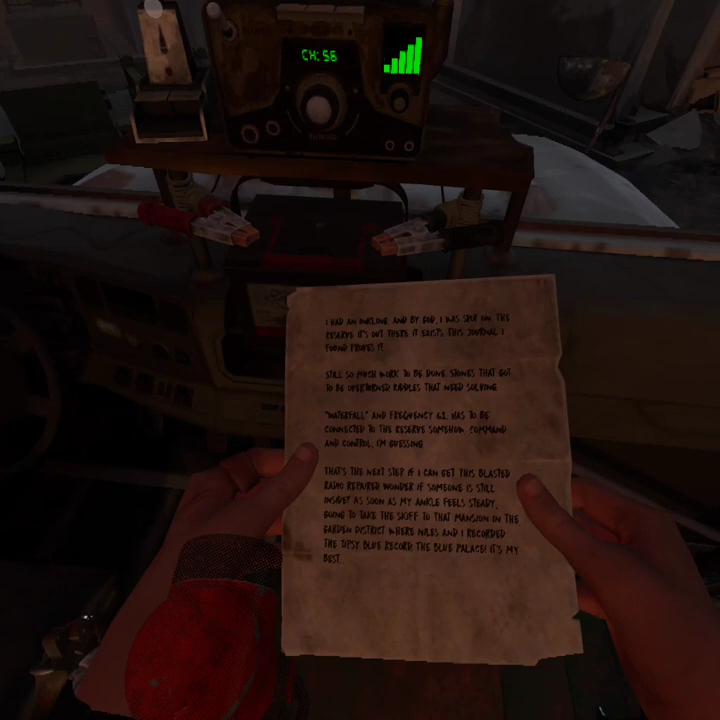 CH:56
I HAD AN INKLING AND BY GOD, I WAS SPOT ON. THE
RESERVE IT'S OUT THERE IT EXISTS. THIS JOURNAL I
FOUND PROVES IT
STILL SO MUCH WORK TO BE DONE. STONES THAT GOT
TO BE OVERTURNED RIDDLES THAT NEED SOLVING
"WATERFALL" AND FREQUENCY 62. HAS TO BE
CONNECTED TO THE RESERVE SOMEHOW. COMMAND
AND CONTROL, I'M GUESSING
THAT'S THE NEXT STEP IF I CAN GET THIS BLASTED
RADIO REPAIRED WONDER IF SOMEONE IS STILL
INSIDE? AS SOON AS MY ANKLE FEELS STEADY,
GOING TO TAKE THE SKIFF TO THAT MANSION IN THE
GARDEN DISTRICT WHERE NILES AND I RECORDED
THE TIPSY BLUE RECORD. THE BLUE PALACE! IT'S MY
BEST